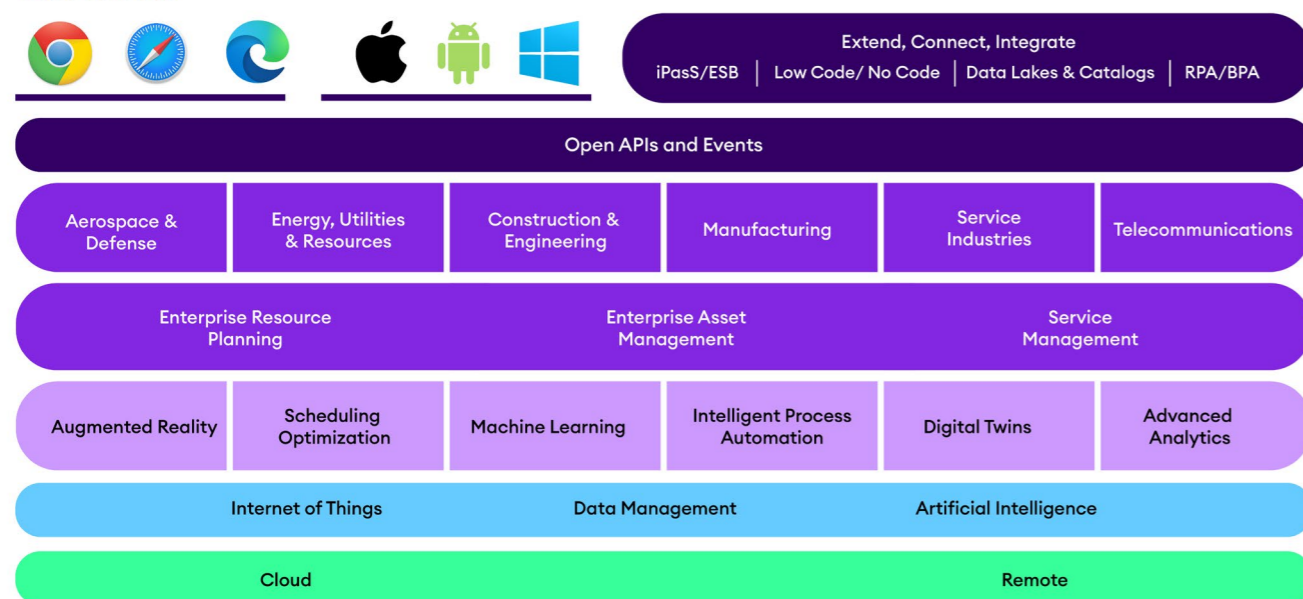 Extend, Connect, Integrate
iPasS/ESB | Low Code/ No Code | Data Lakes & Catalogs | RPA/BPA
Open APIs and Events
Aerospace &
Defense
Energy, Utilities
& Resources
Construction &
Engineering
Manufacturing
Service
Industries
Telecommunications
Enterprise Resource
Planning
Enterprise Asset
Management
Service
Management
Augmented Reality
Scheduling
Optimization
Machine Learning
Intelligent Process
Automation
Digital Twins
Advanced
Analytics
Internet of Things
Data Management
Artificial Intelligence
Cloud
Remote